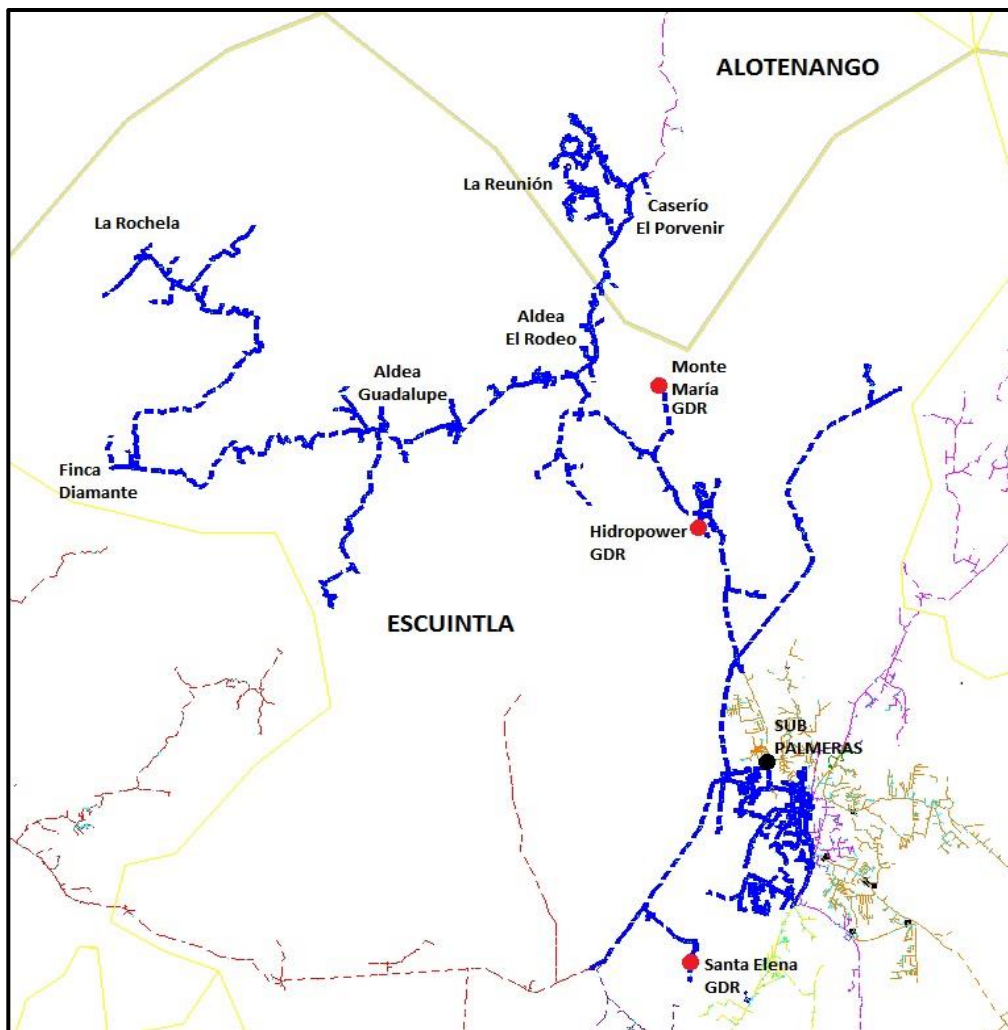 ALOTENANGO
La Reunión
Caserío
El Porvenir
La Rochela
Aldea
El Rodeo
Aldea
Guadalupe
Monte
María
GDR
Finca
Diamante
Hidropower
GDR
ESCUINTLA
SUB
PALMERAS
Santa Elena
GDR